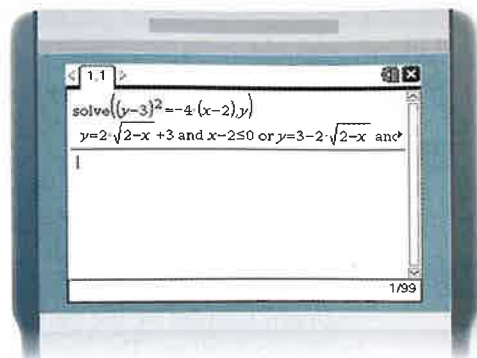 1.1
solve((y-3)²=-4·(x-2),y)
y=2·√2-x +3 and x-2≤0 or y=3-2·√2-x and
1/99